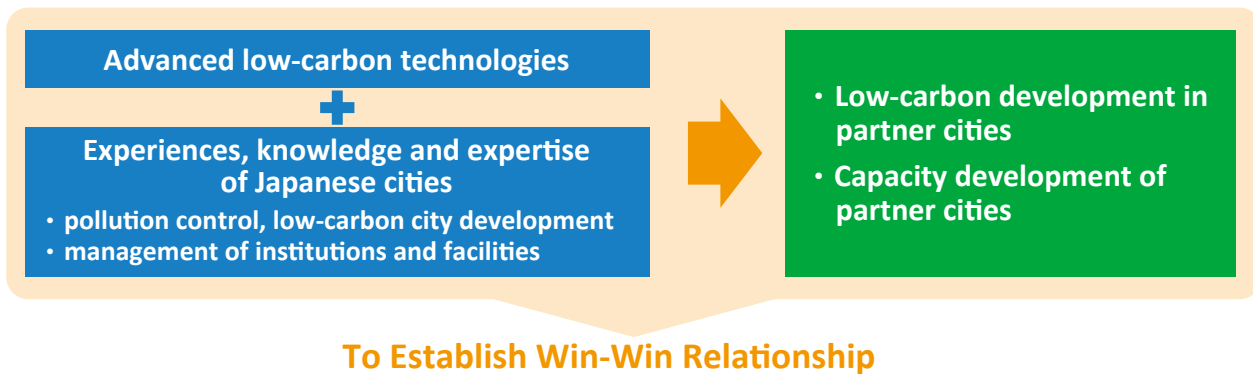 Advanced low-carbon technologies
Experiences, knowledge and expertise
of Japanese cities
・pollution control, low-carbon city development
・management of institutions and facilities
・Low-carbon development in
partner cities
・Capacity development of
partner cities
To Establish Win-Win Relationship